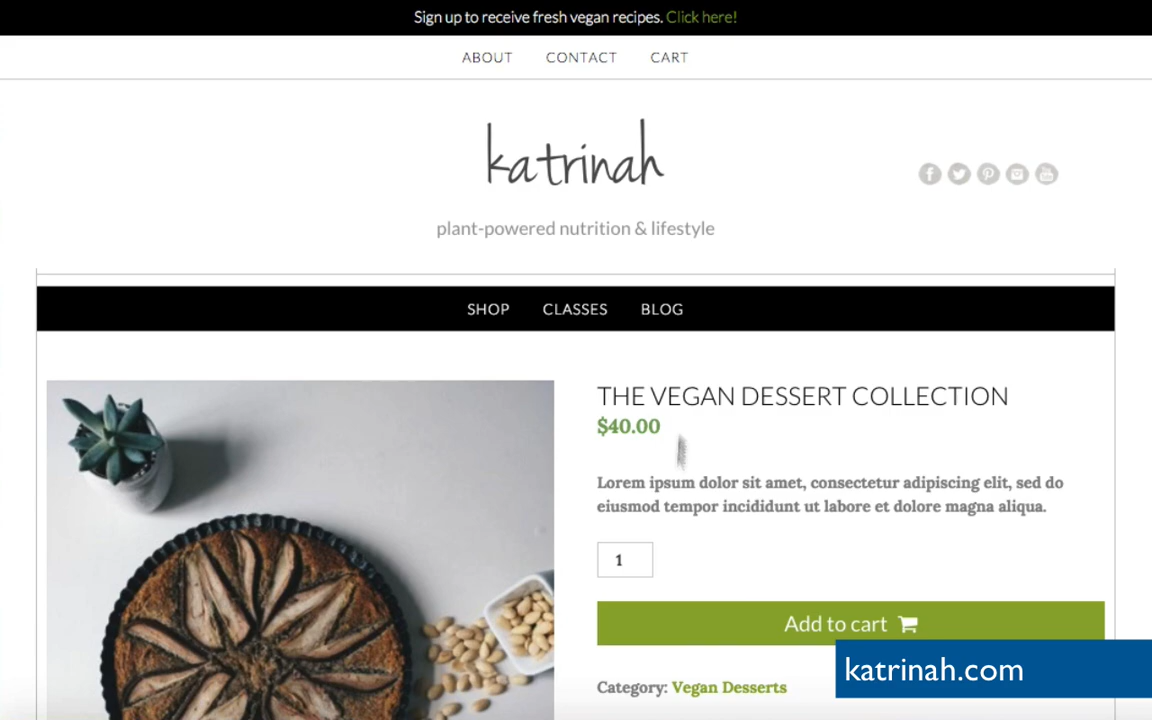 Sign up to receive fresh vegan recipes. Click here!
ABOUT CONTACT CART
katrinah
plant-powered nutrition & lifestyle
SHOP CLASSES BLOG
THE VEGAN DESSERT COLLECTION
$40.00
Lorem ipsum dolor sit amet, consectetur adipiscing elit, sed do
eiusmod tempor incididunt ut labore et dolore magna aliqua.
1
Add to cart
Category: Vegan Desserts
katrinah.com